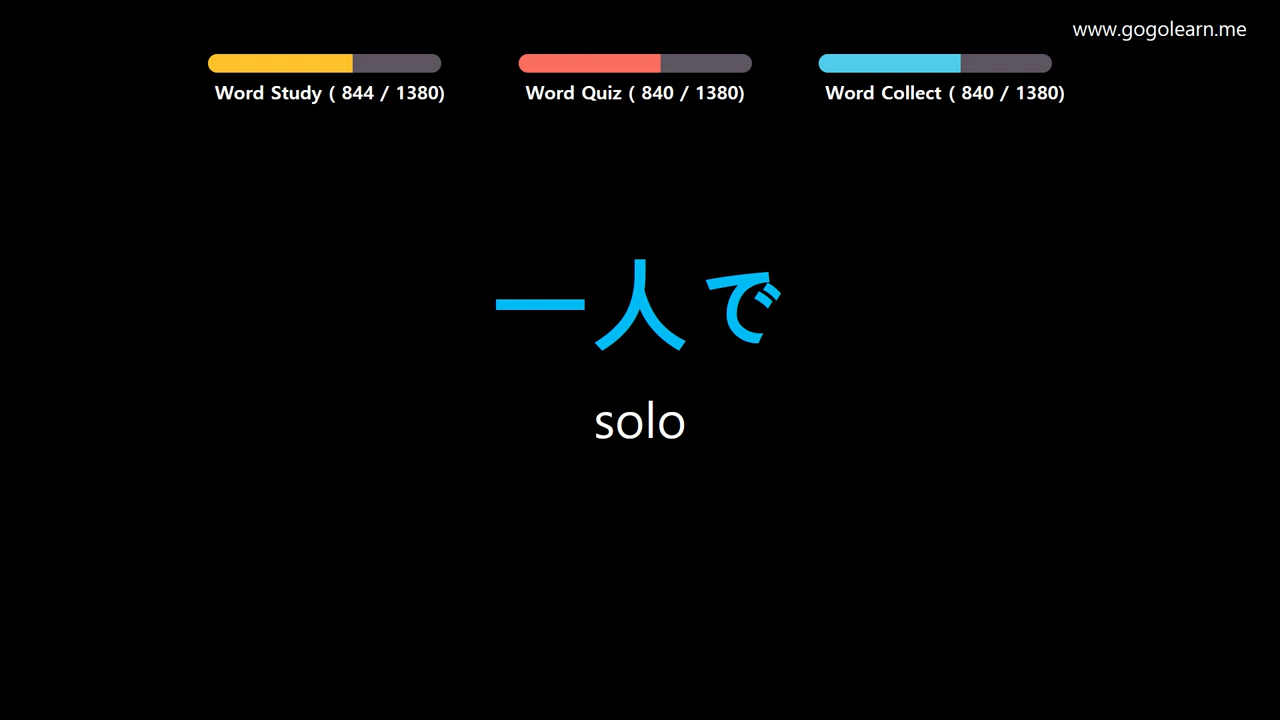 www.gogolearn.me
Word Study ( 844 / 1380)
Word Quiz ( 840 / 1380)
Word Collect ( 840 / 1380)
一人で
solo